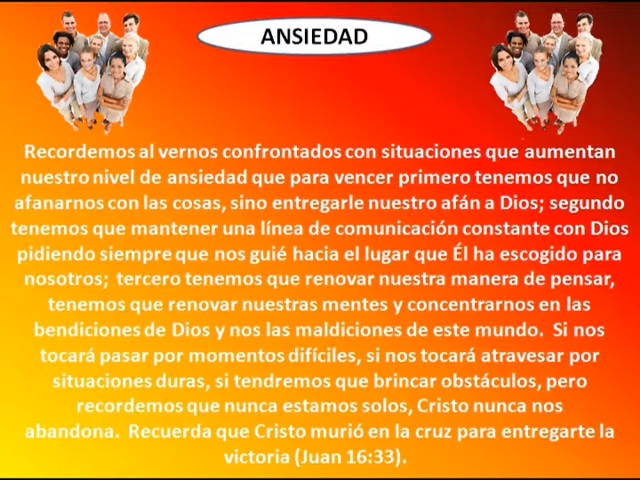 ANSIEDAD
Recordemos al vernos confrontados con situaciones que aumentan
nuestro nivel de ansiedad que para vencer primero tenemos que no
afanarnos con las cosas, sino entregarle nuestro afán a Dios; segundo
tenemos que mantener una línea de comunicación constante con Dios
pidiendo siempre que nos guié hacia el lugar que Él ha escogido para
nosotros; tercero tenemos que renovar nuestra manera de pensar,
tenemos que renovar nuestras mentes y concentrarnos en las
bendiciones de Dios y nos las maldiciones de este mundo. Si nos
tocará pasar por momentos difíciles, si nos tocará atravesar por
situaciones duras, si tendremos que brincar obstáculos, pero
recordemos que nunca estamos solos, Cristo nunca nos
abandona. Recuerda que Cristo murió en la cruz para entregarte la
victoria (Juan 16:33).